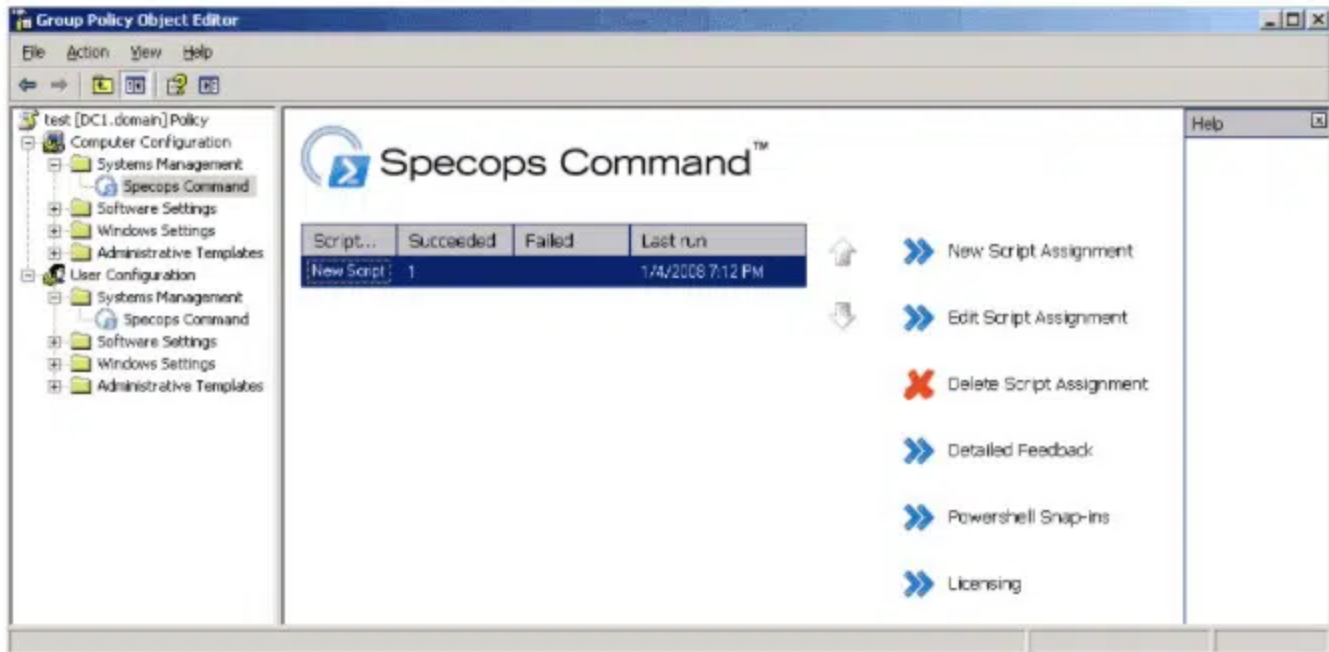 Group Policy Object Editor
File Action View Help
test [DC1.domain] Policy
Computer Configuration
Systems Management
Specops Command
Software Settings
Windows Settings
Administrative Templates
User Configuration
Systems Management
Specops Command
Software Settings
Windows Settings
Administrative Templates
Specops Command™
Script... Succeeded Failed Last run
New Script 1 1/4/2008 7:12 PM
New Script Assignment
Edit Script Assignment
Delete Script Assignment
Detailed Feedback
Powershell Snap-ins
Licensing
Help